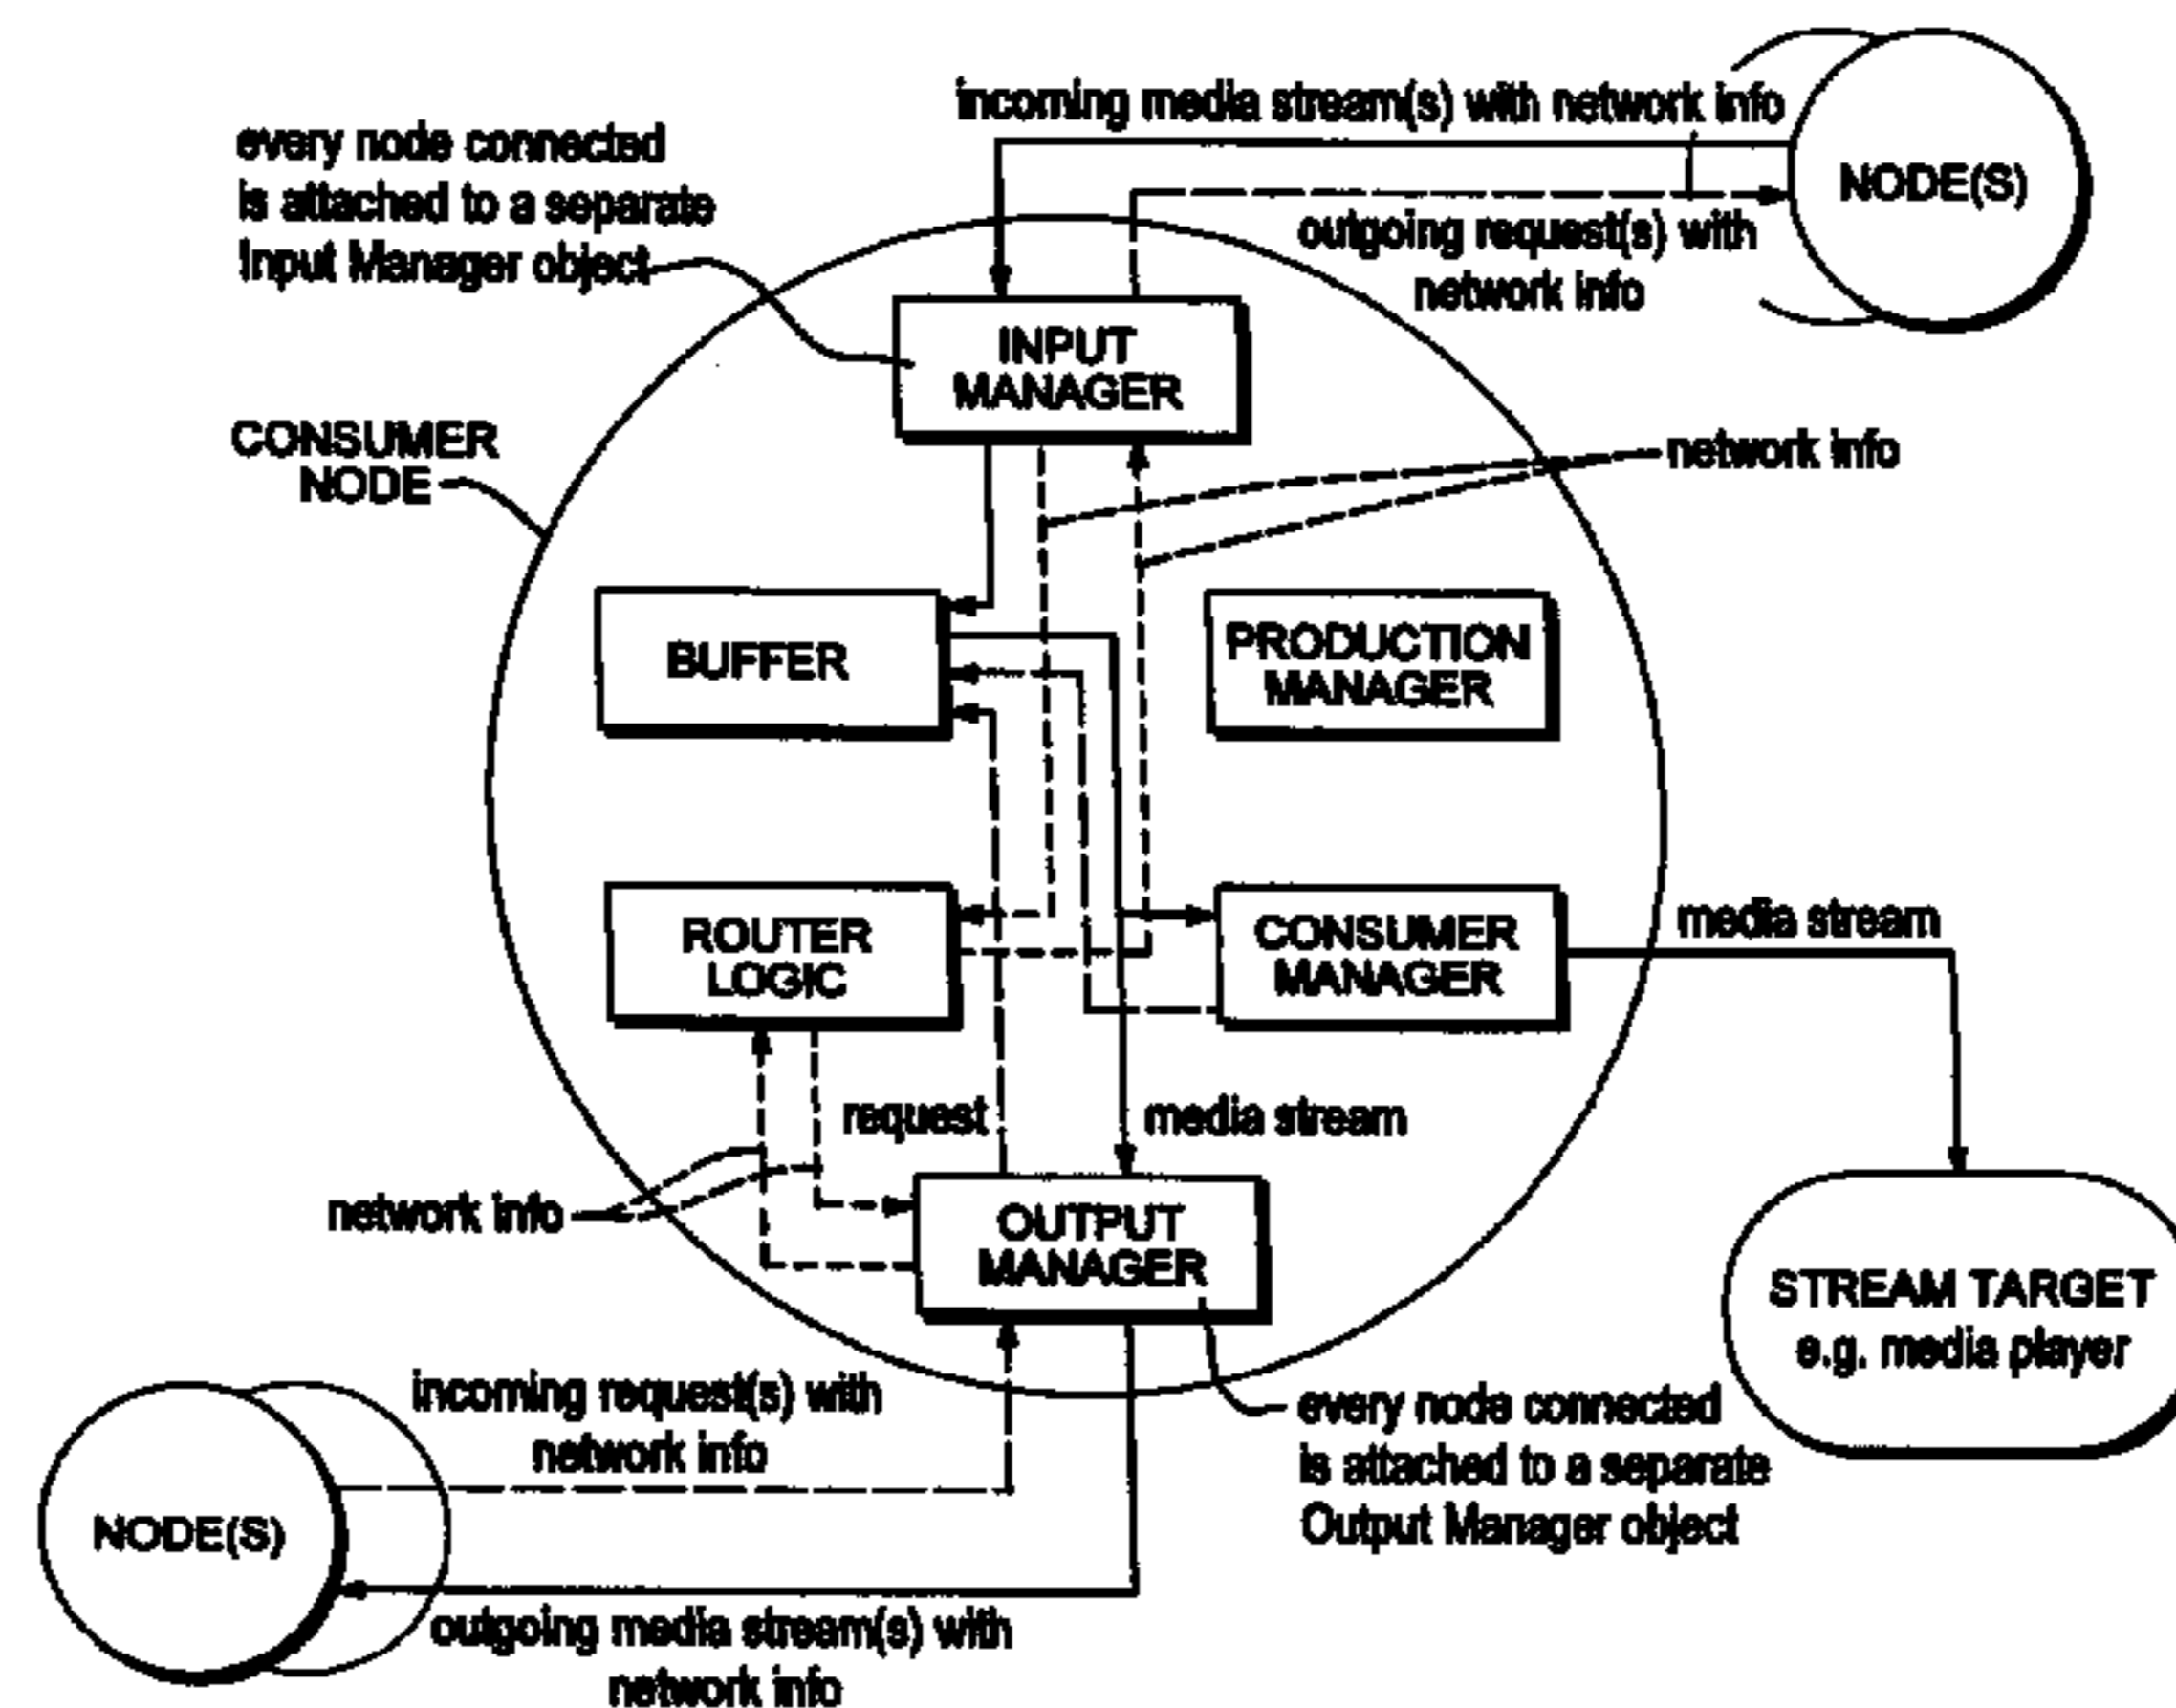 incoming media stream(s) with network info
every node connected
is attached to a separate
Input Manager object
NODE(S)
outgoing request(s) with
network info
INPUT
MANAGER
CONSUMER
NODE
network info
BUFFER
PRODUCTION
MANAGER
ROUTER
LOGIC
CONSUMER
MANAGER
media stream
request
media stream
network info
OUTPUT
MANAGER
STREAM TARGET
e.g. media player
incoming request(s) with
network info
every node connected
is attached to a separate
Output Manager object
NODE(S)
outgoing media stream(s) with
network info